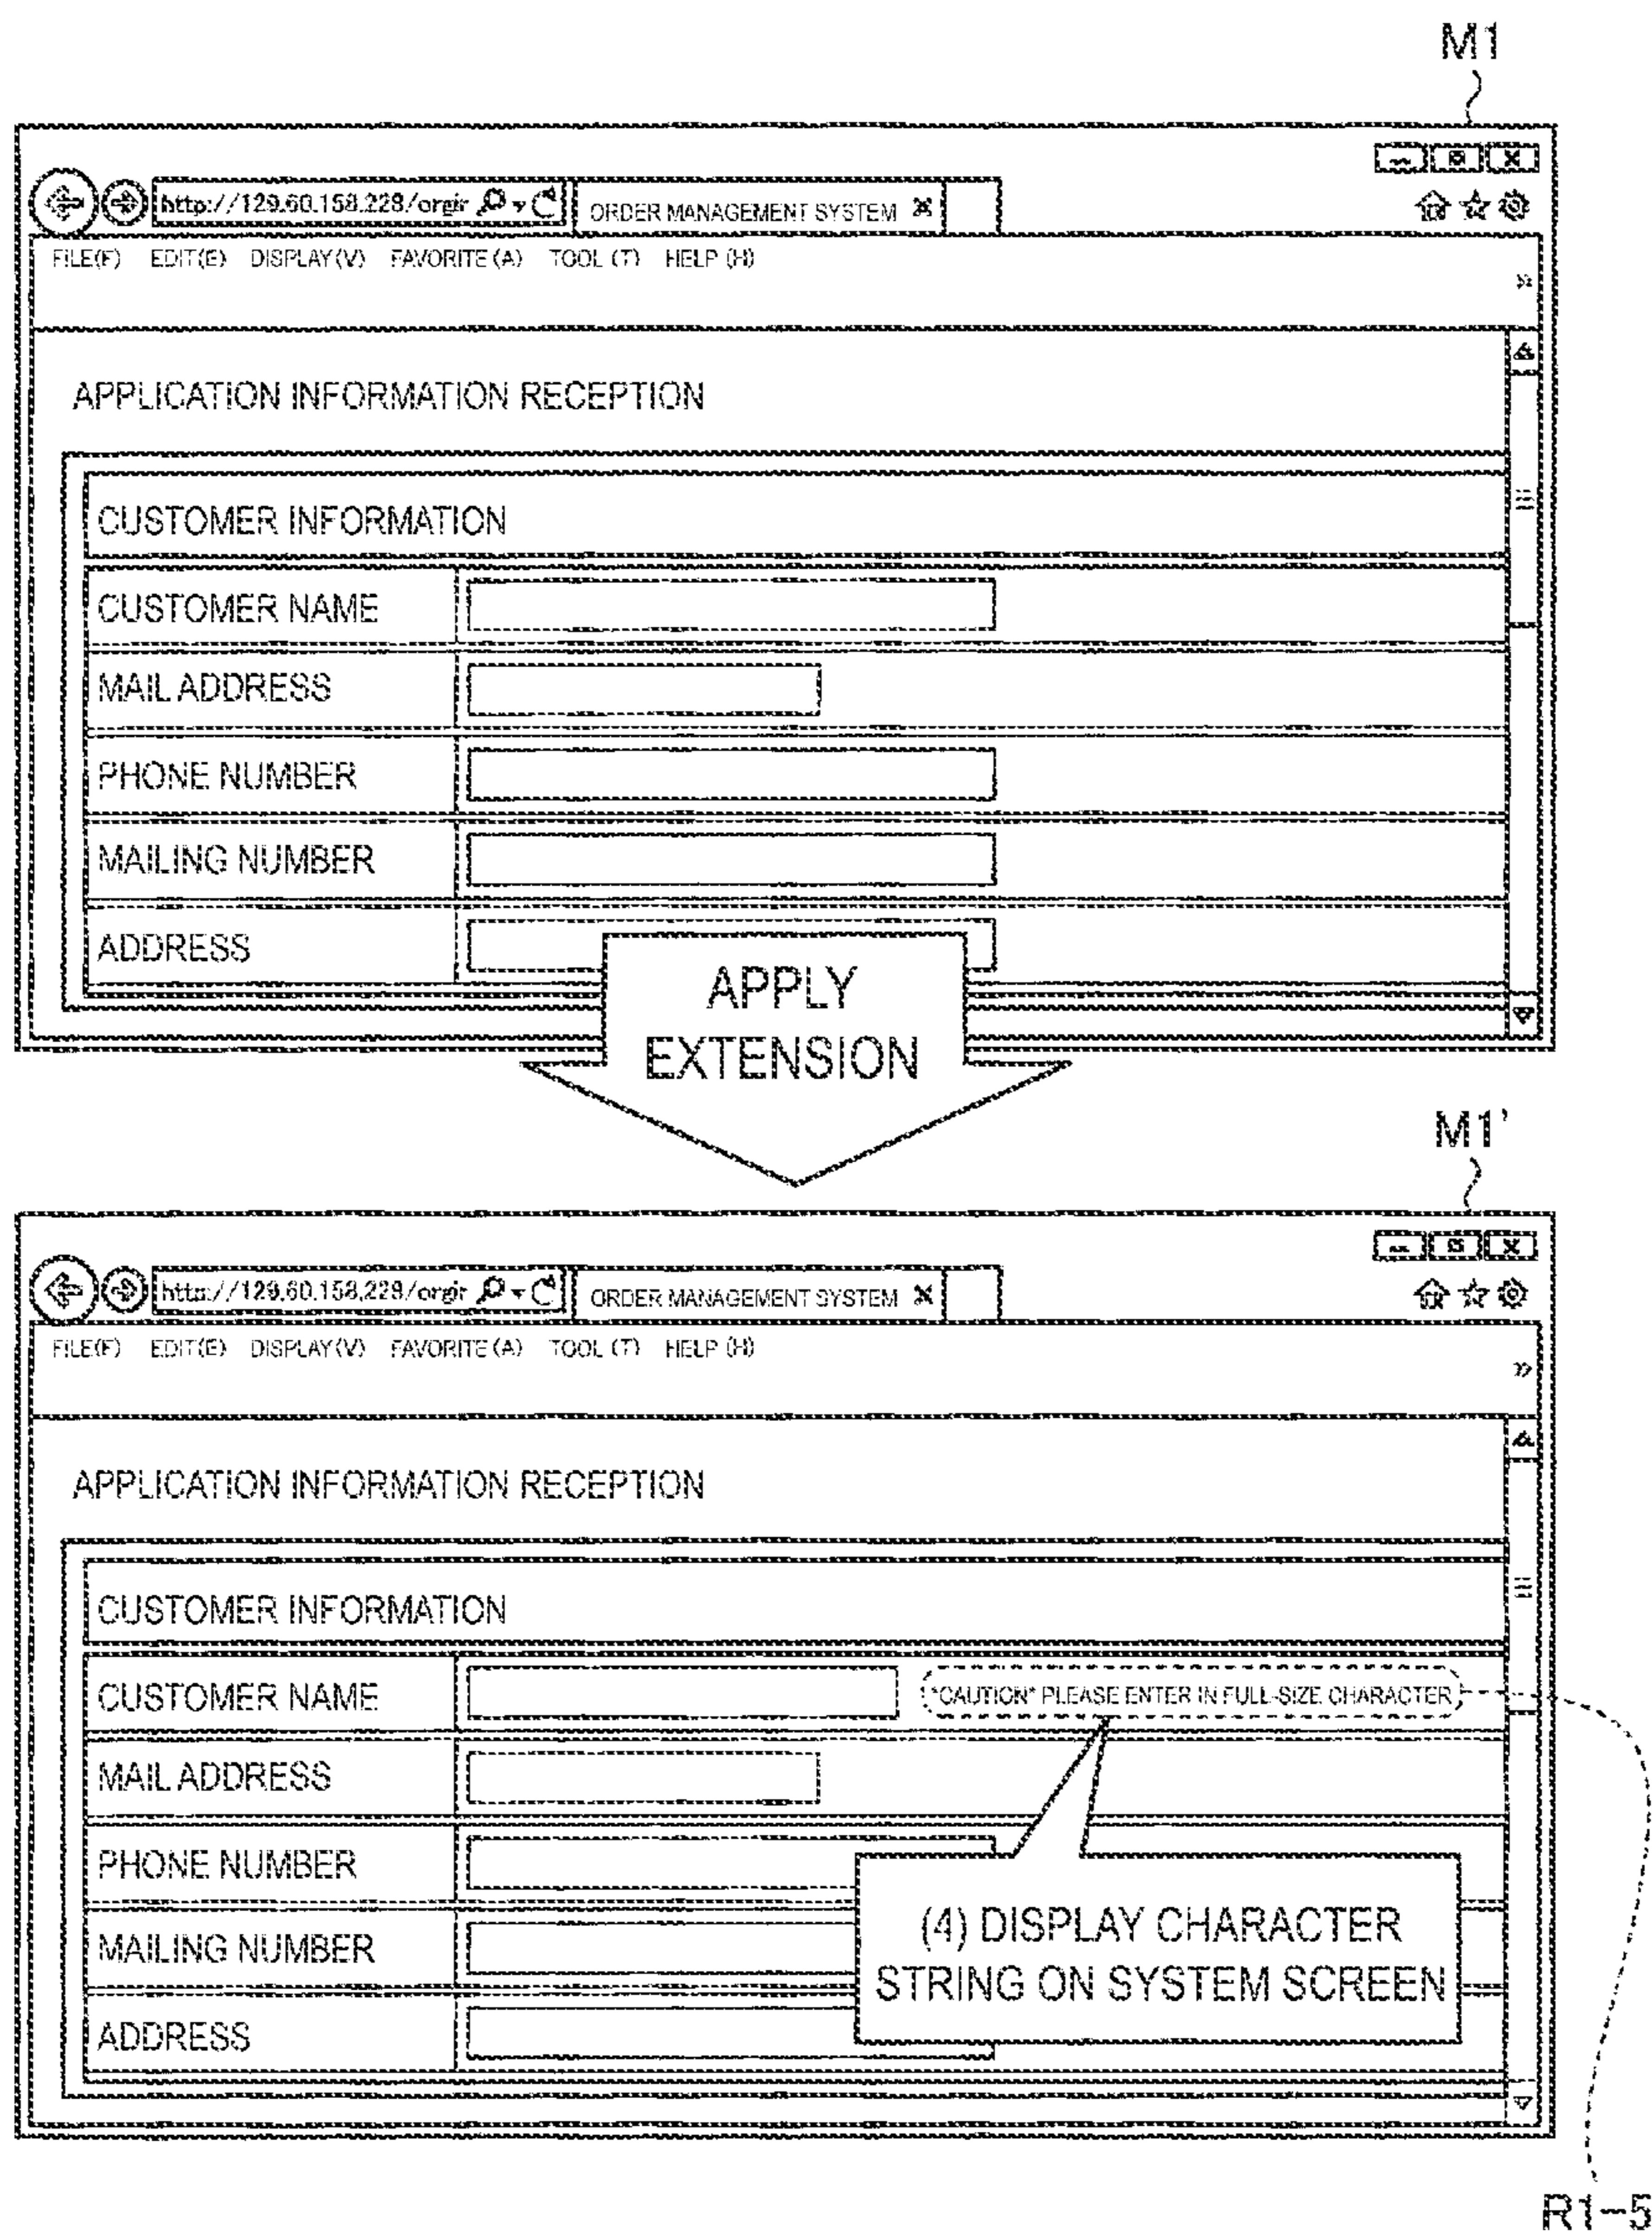 M1
http://129.60.158.228/orgir
ORDER MANAGEMENT SYSTEM
FILE(F) EDIT(E) DISPLAY(V) FAVORITE (A) TOOL (T) HELP (H)
APPLICATION INFORMATION RECEPTION
CUSTOMER INFORMATION
CUSTOMER NAME
MAIL ADDRESS
PHONE NUMBER
MAILING NUMBER
ADDRESS
APPLY
EXTENSION
M1'
http://129.60.158.228/orgir
ORDER MANAGEMENT SYSTEM
FILE(F) EDIT(E) DISPLAY(V) FAVORITE (A) TOOL (T) HELP (H)
APPLICATION INFORMATION RECEPTION
CUSTOMER INFORMATION
CUSTOMER NAME
"CAUTION" PLEASE ENTER IN FULL-SIZE CHARACTER
MAIL ADDRESS
PHONE NUMBER
MAILING NUMBER
ADDRESS
(4) DISPLAY CHARACTER
STRING ON SYSTEM SCREEN
R1-5